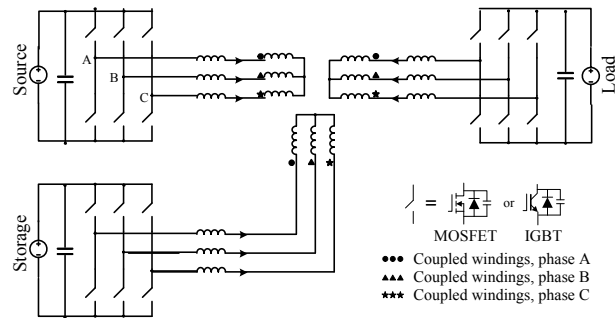 Source
A
B
C
Load
Storage
= or
MOSFET IGBT
Coupled windings, phase A
Coupled windings, phase B
Coupled windings, phase C